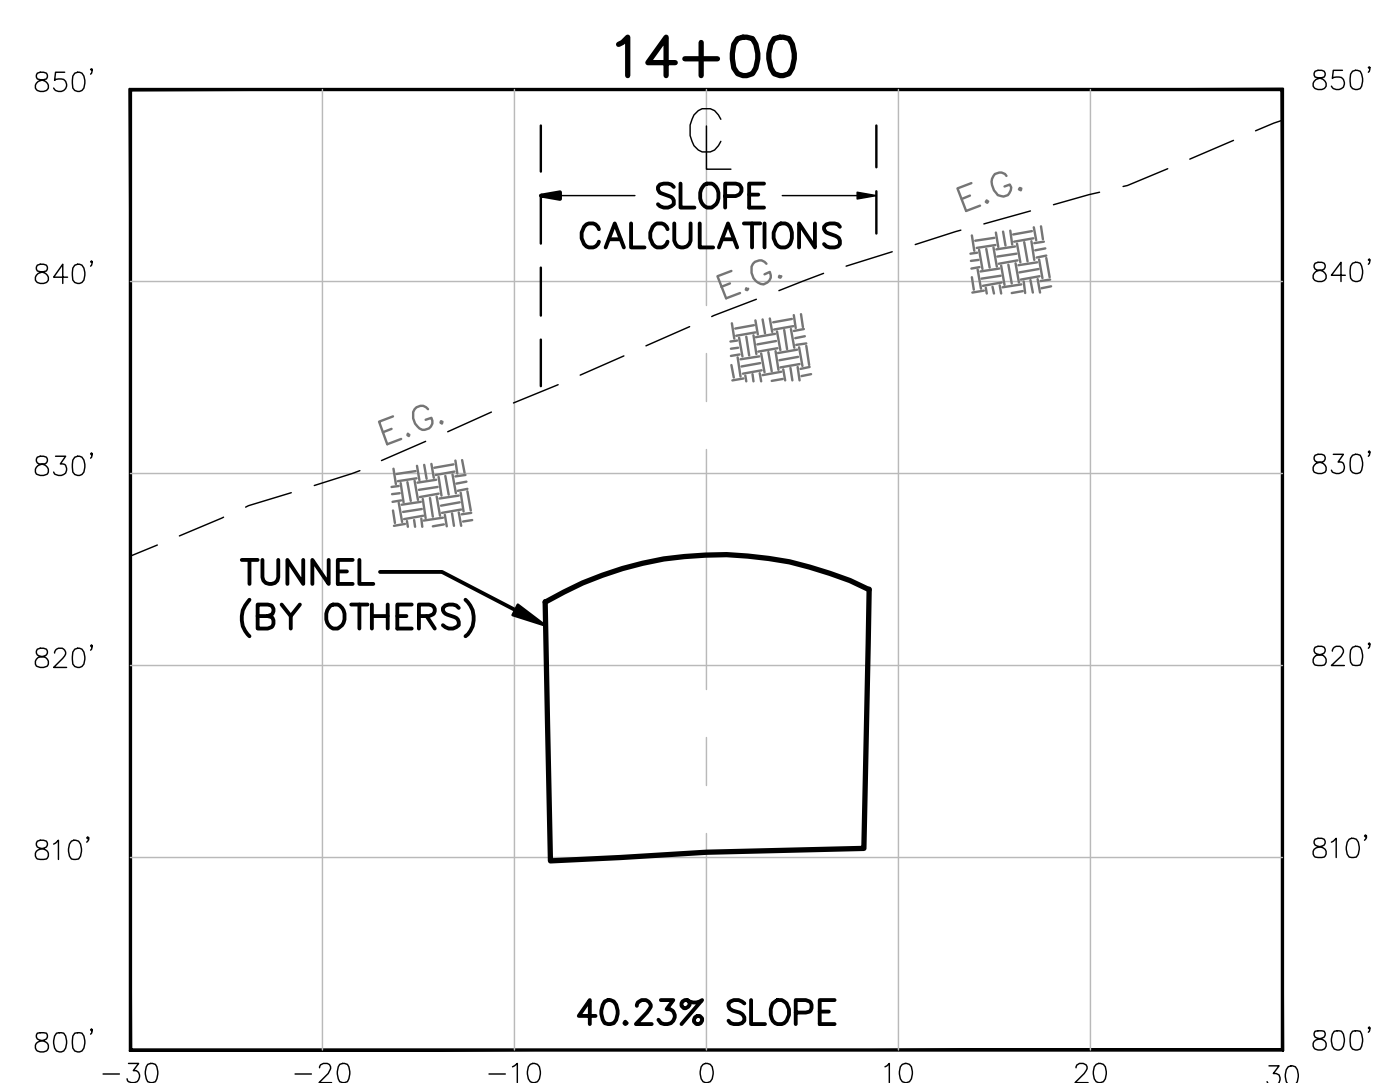 14+00
850' 850'
CL
SLOPE
CALCULATIONS
E.G.
E.G.
840' 840'
E.G.
830' 830'
TUNNEL
(BY OTHERS)
820' 820'
810' 810'
40.23% SLOPE
800' 800'
-30 -20 -10 0 10 20 30